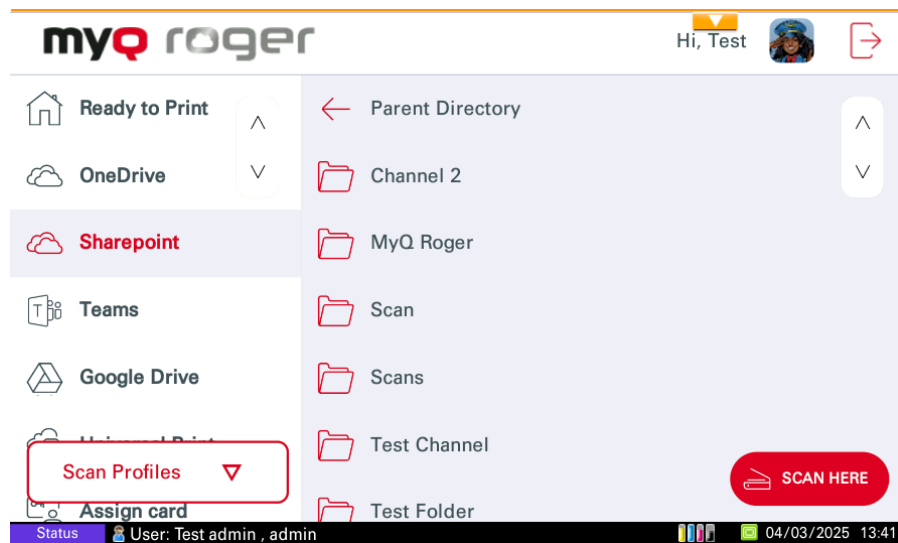 myQ roger
Hi, Test
Ready to Print
OneDrive
Sharepoint
Teams
Google Drive
Universal Print
Assign card
Scan Profiles
Parent Directory
Channel 2
MyQ Roger
Scan
Scans
Test Channel
Test Folder
SCAN HERE
Status
User: Test admin , admin
04/03/2025 13:41